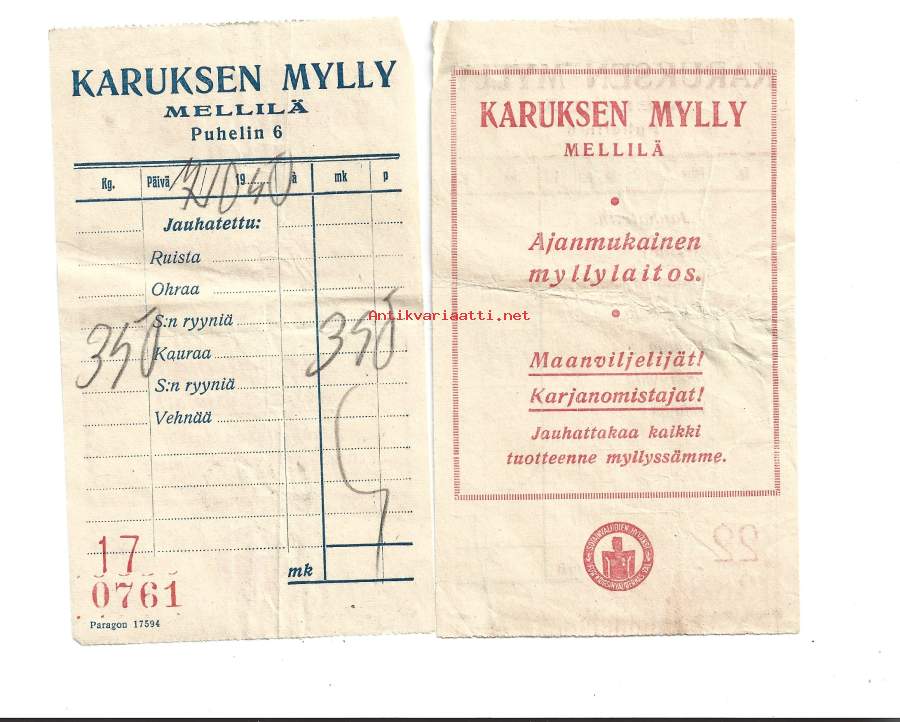 KARUKSEN MYLLY
MELLILÄ
Puhelin 6
Kg. Päivä 19 à mk p
Jauhatettu:
Ruista
Ohraa
S:n ryyniä
350 Kauraa 350
S:n ryyniä
Vehnää
mk
17
0761
Paragon 17594
KARUKSEN MYLLY
MELLILÄ
Ajanmukainen
myllylaitos.
Maanviljelijät!
Karjanomistajat!
Jauhattakaa kaikki
tuotteenne myllyssämme.
22
Antikvariaatti.net